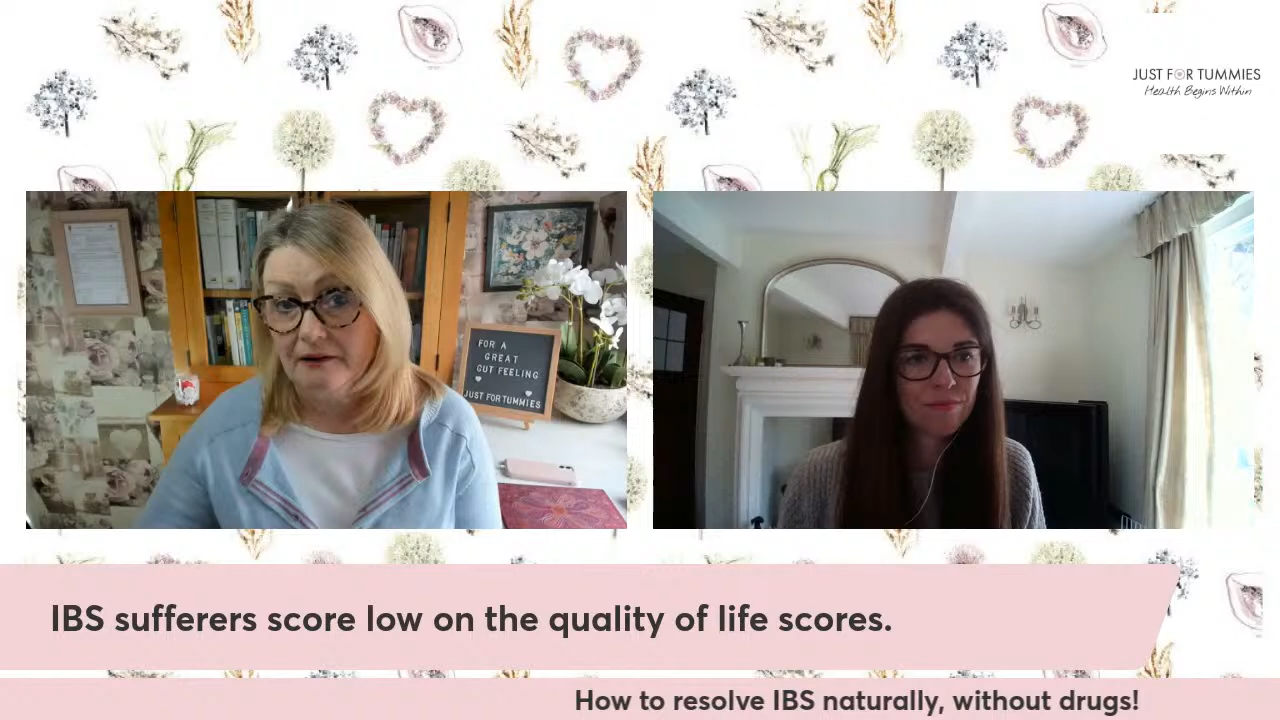 JUST FOR TUMMIES
Health Begins Within
FOR A
GREAT
GUT FEELING
JUST FOR TUMMIES
IBS sufferers score low on the quality of life scores.
How to resolve IBS naturally, without drugs!